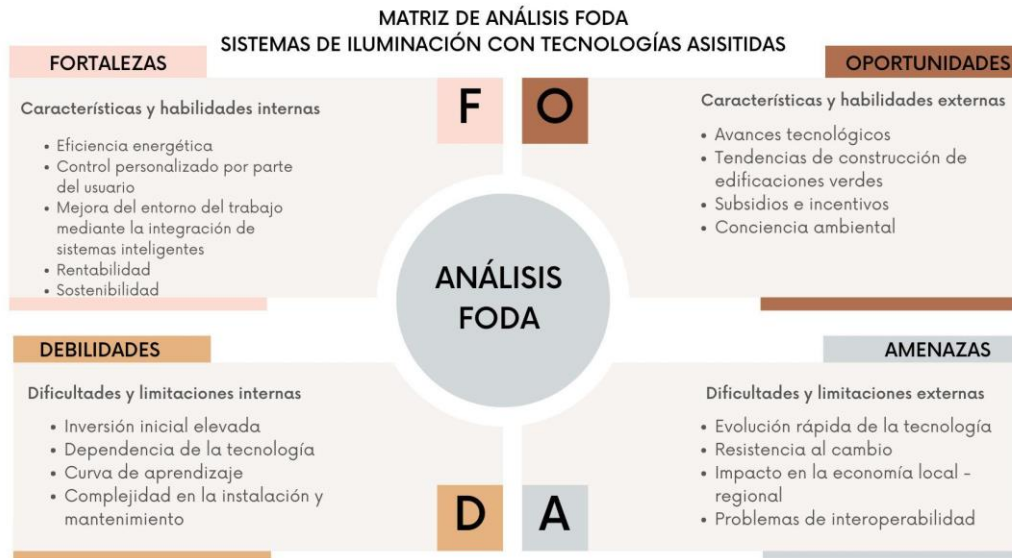 MATRIZ DE ANÁLISIS FODA
SISTEMAS DE ILUMINACIÓN CON TECNOLOGÍAS ASISITIDAS
FORTALEZAS
Características y habilidades internas
• Eficiencia energética
• Control personalizado por parte
del usuario
• Mejora del entorno del trabajo
mediante la integración de
sistemas inteligentes
• Rentabilidad
• Sostenibilidad
F
O
OPORTUNIDADES
Características y habilidades externas
• Avances tecnológicos
• Tendencias de construcción de
edificaciones verdes
• Subsidios e incentivos
• Conciencia ambiental
ANÁLISIS
FODA
DEBILIDADES
Dificultades y limitaciones internas
• Inversión inicial elevada
• Dependencia de la tecnología
• Curva de aprendizaje
• Complejidad en la instalación y
mantenimiento
D
A
AMENAZAS
Dificultades y limitaciones externas
• Evolución rápida de la tecnología
• Resistencia al cambio
• Impacto en la economía local -
regional
• Problemas de interoperabilidad